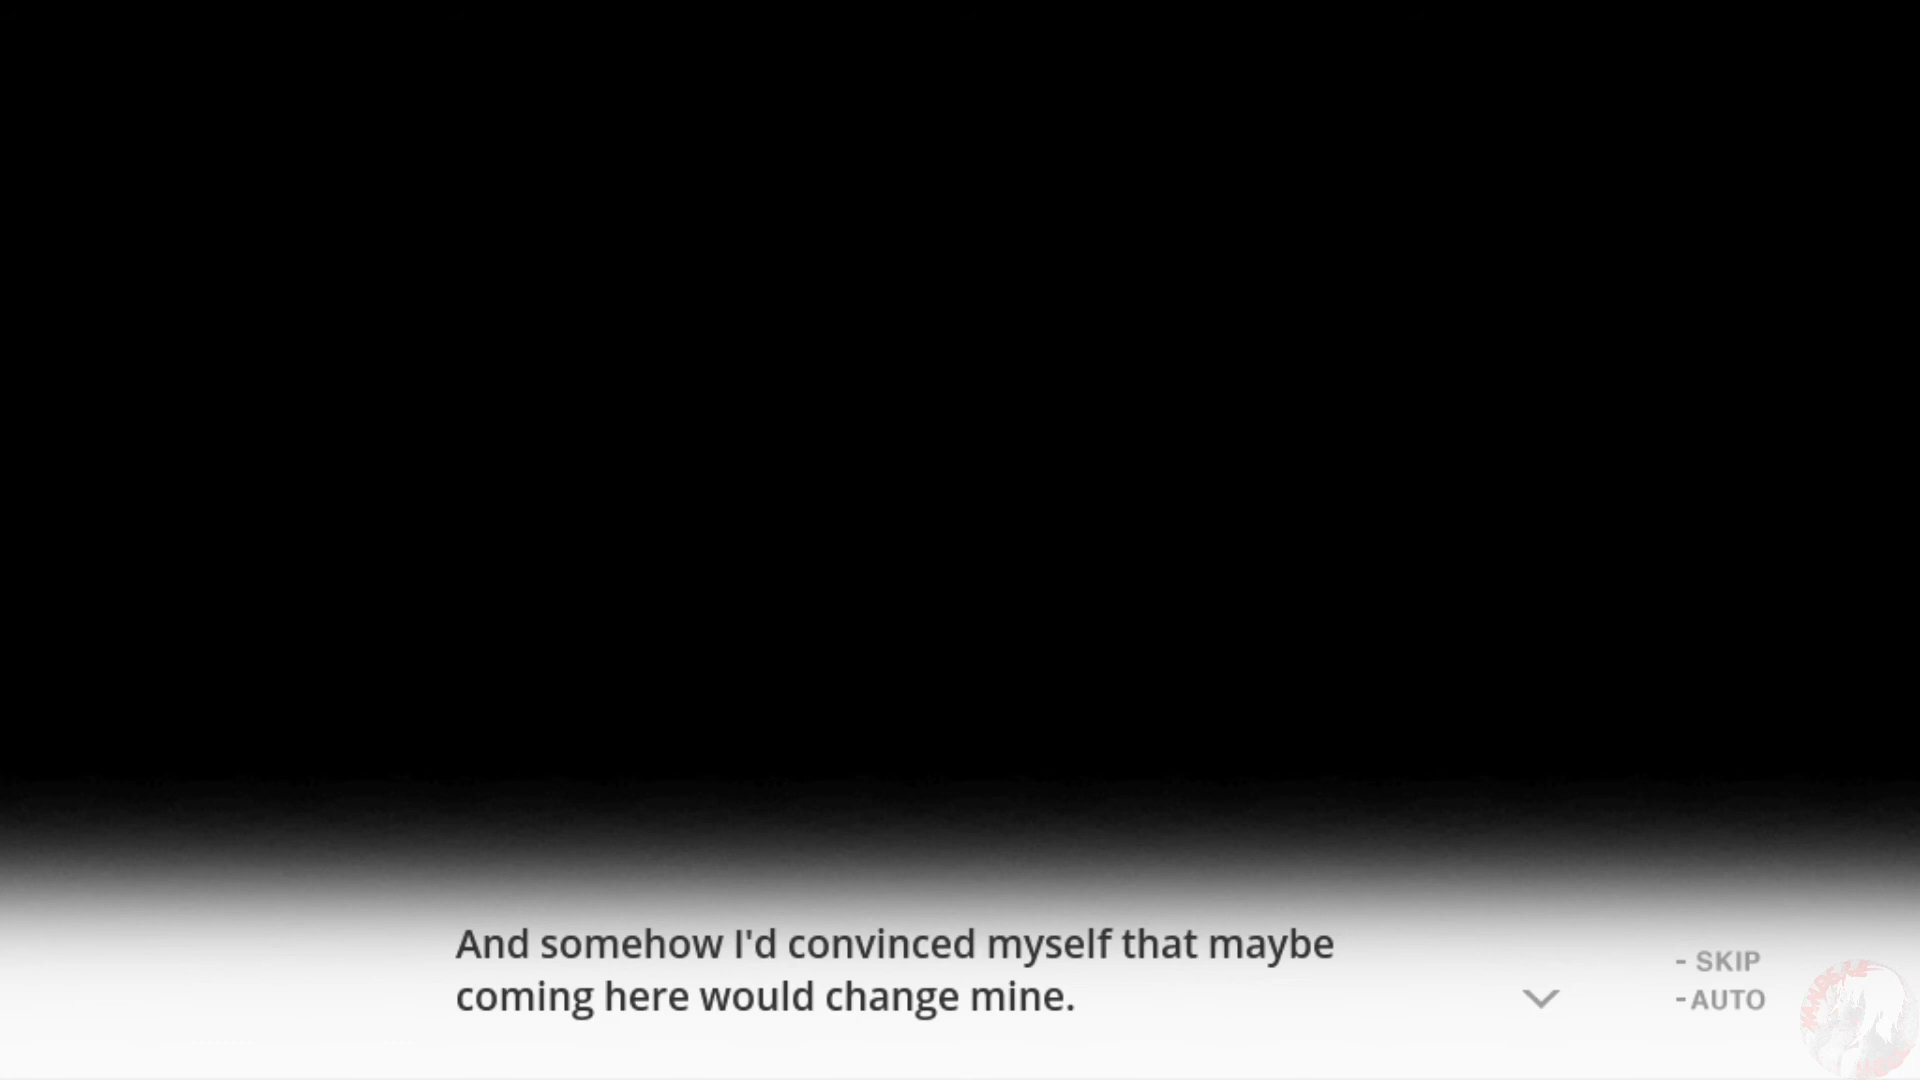 And somehow I'd convinced myself that maybe
coming here would change mine.
- SKIP
-AUTO